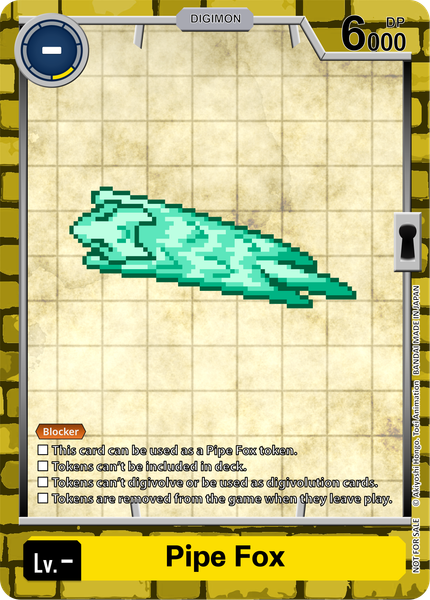 DIGIMON
-
DP
6000
Blocker
□ This card can be used as a Pipe Fox token.
□ Tokens can't be included in deck.
□ Tokens can't digivolve or be used as digivolution cards.
□ Tokens are removed from the game when they leave play.
Lv.-
Pipe Fox
NOT FOR SALE © Akiyoshi Hongo, Toei Animation BANDAI MADE IN JAPAN